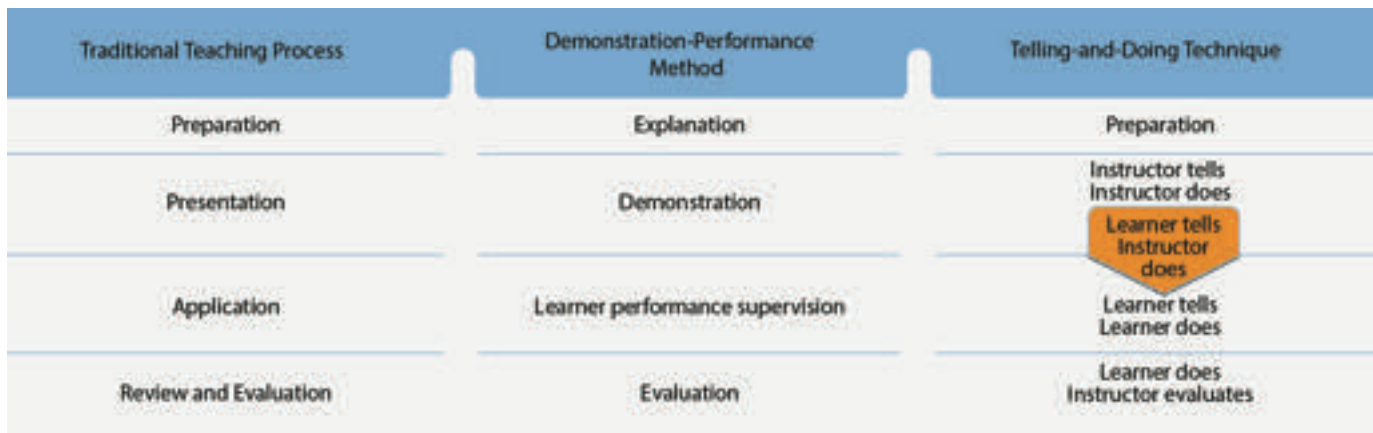 Traditional Teaching Process
Demonstration-Performance
Method
Telling-and-Doing Technique
Preparation
Explanation
Preparation
Presentation
Demonstration
Instructor tells
Instructor does
Learner tells
Instructor
does
Application
Learner performance supervision
Learner tells
Learner does
Review and Evaluation
Evaluation
Learner does
Instructor evaluates